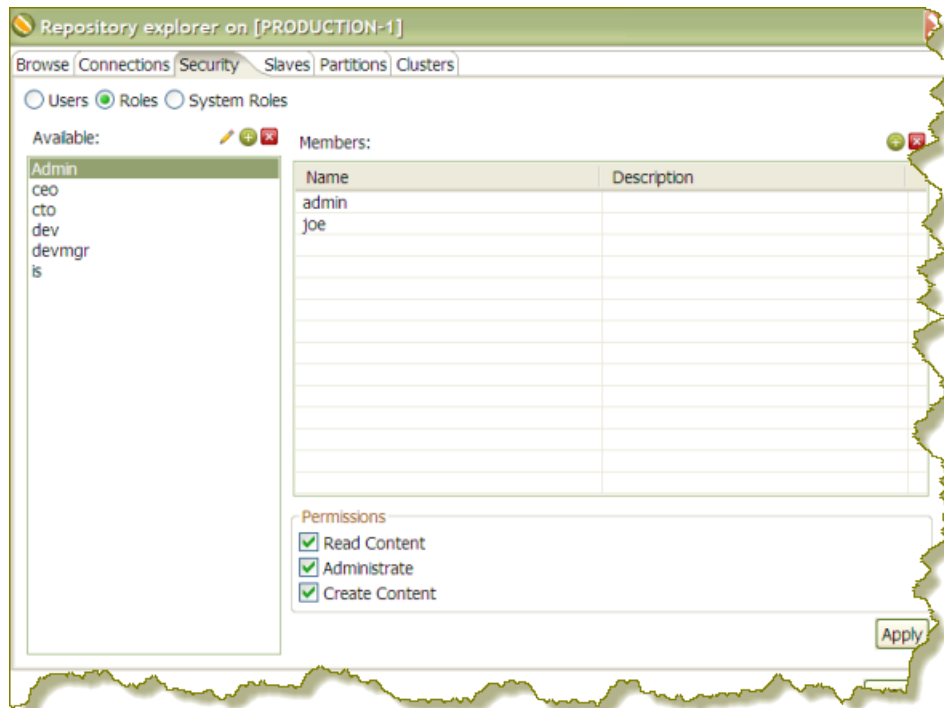 Repository explorer on [PRODUCTION-1]
Browse Connections Security Slaves Partitions Clusters
Users Roles System Roles
Available:
Members:
Admin
ceo
cto
dev
devmgr
is
Name Description
admin
joe
Permissions
Read Content
Administrate
Create Content
Apply